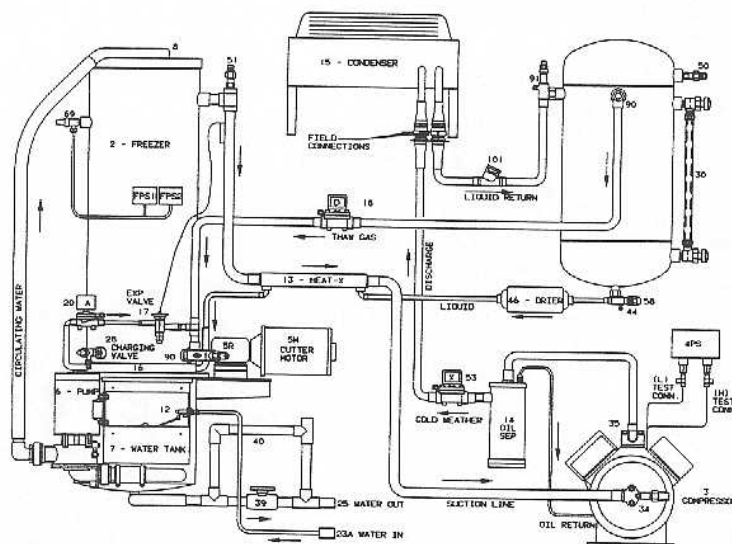 8
51
15 - CONDENSER
91
50
90
69
2 - FREEZER
FIELD
CONNECTIONS
101
FPS1
FPS2
LIQUID RETURN
D
18
THAW GAS
36
CIRCULATING WATER
DISCHARGE
20
A
EXP
VALVE
17
13 - HEAT-X
LIQUID
46 - DRIER
58
44
28
CHARGING
VALVE
16
90
5R
5M
CUTTER
MOTOR
4PS
(L)
TEST
CONN.
(H)
TEST
CONN
6 - PUMP
12
7 - WATER TANK
X
53
COLD WEATHER
14
OIL
SEP
35
40
39
25 WATER OUT
SUCTION LINE
34
3
COMPRESSOR
OIL RETURN
23A WATER IN